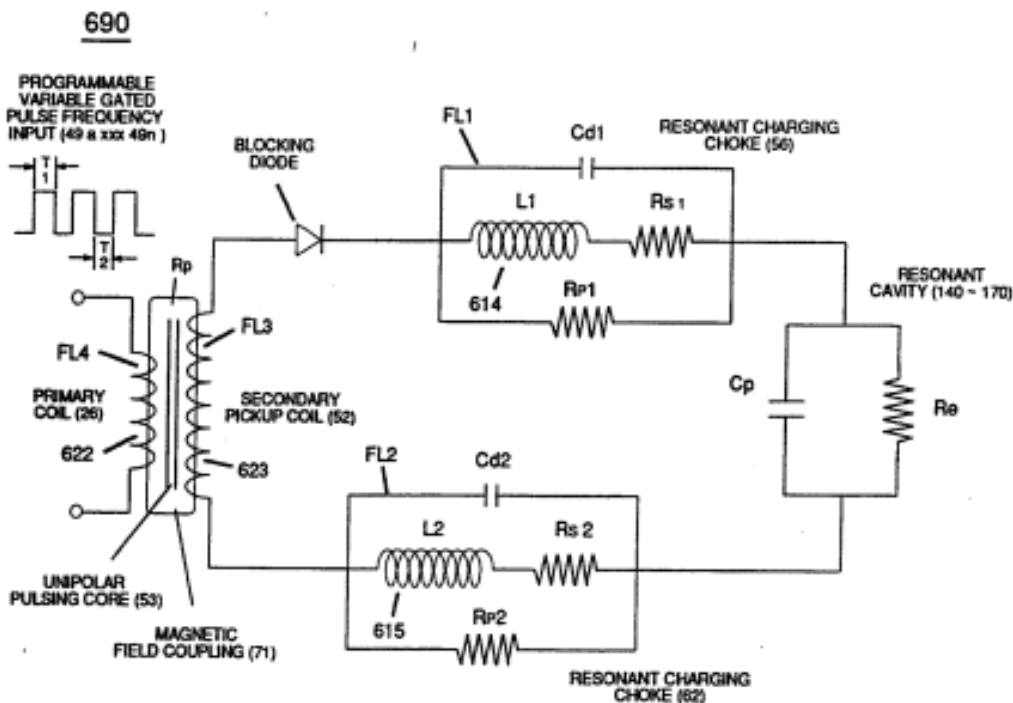 690
PROGRAMMABLE
VARIABLE GATED
PULSE FREQUENCY
INPUT (49 a xxx 49n )
T
1
T
2
BLOCKING
DIODE
FL1
Cd1
RESONANT CHARGING
CHOKE (56)
L1
Rs 1
614
Rp1
RESONANT
CAVITY (140 ~ 170)
Rp
FL3
FL4
PRIMARY
COIL (26)
SECONDARY
PICKUP COIL (52)
622
623
Cp
Re
FL2
Cd2
L2
Rs 2
615
Rp2
UNIPOLAR
PULSING CORE (53)
MAGNETIC
FIELD COUPLING (71)
RESONANT CHARGING
CHOKE (62)